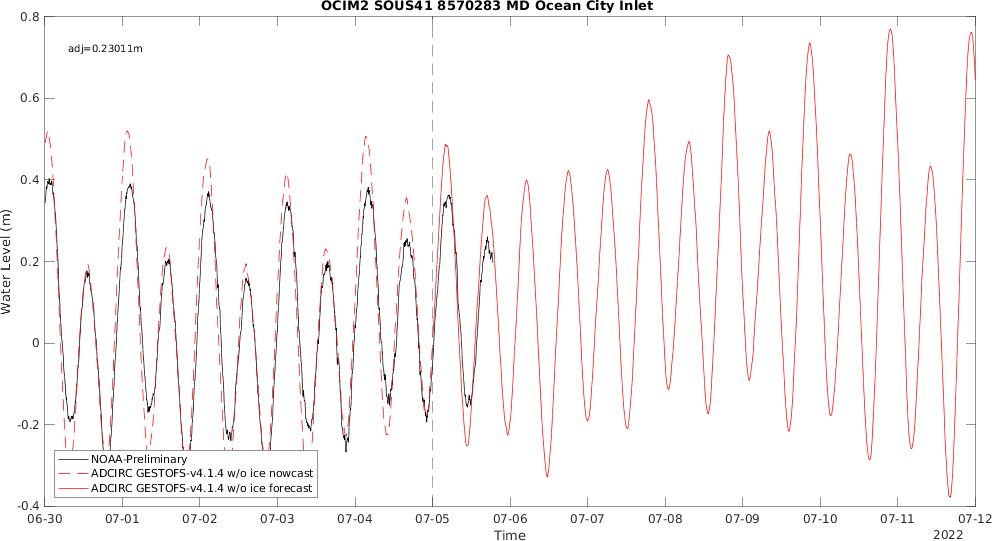 OCIM2 SOUS41 8570283 MD Ocean City Inlet
adj=0.23011m
Water Level (m)
0.8
0.6
0.4
0.2
0
-0.2
-0.4
NOAA-Preliminary
ADCIRC GESTOFS-v4.1.4 w/o ice nowcast
ADCIRC GESTOFS-v4.1.4 w/o ice forecast
06-30 07-01 07-02 07-03 07-04 07-05 07-06 07-07 07-08 07-09 07-10 07-11 07-12
Time
2022